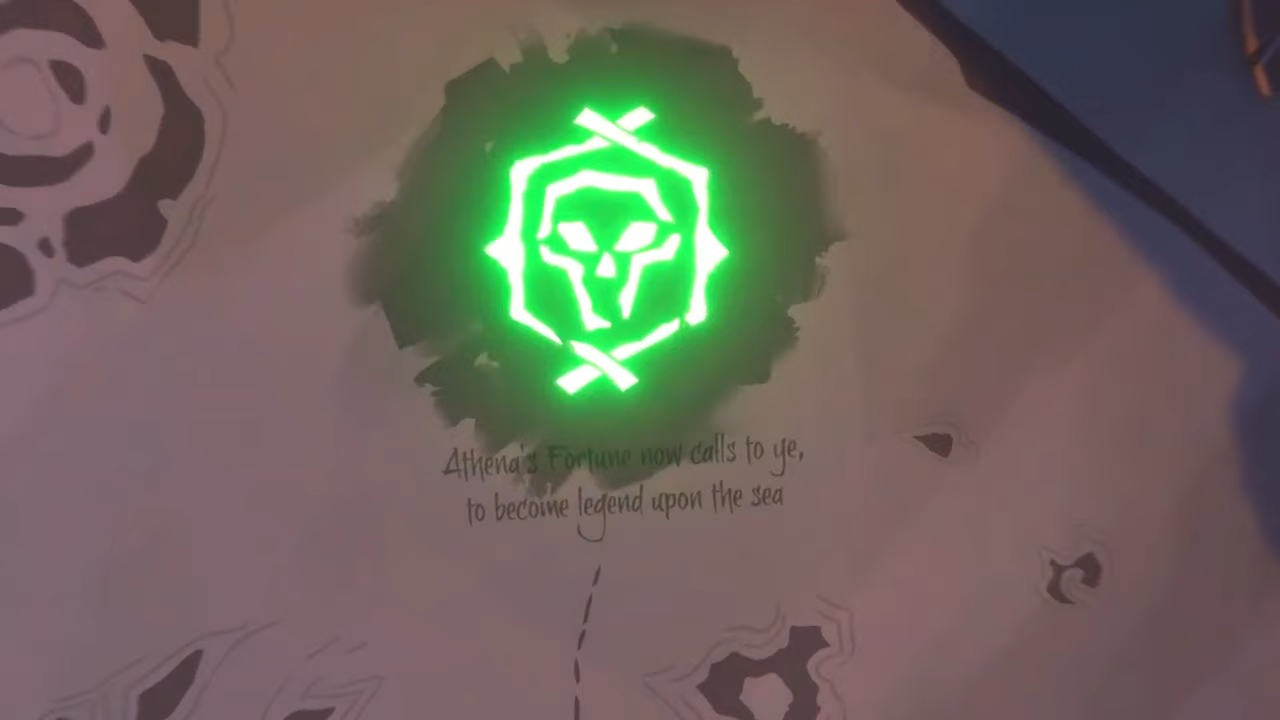 Athena's Fortune now calls to ye,
to become legend upon the sea